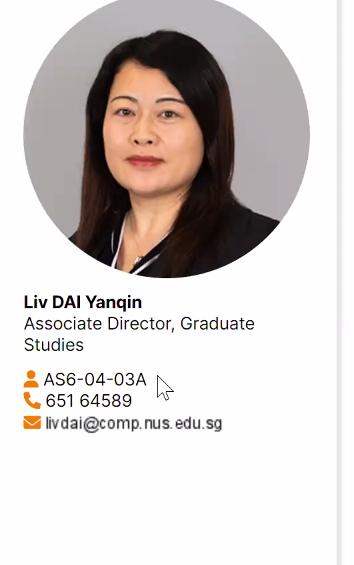 Liv DAI Yanqin
Associate Director, Graduate
Studies
AS6-04-03A
651 64589
livdai@comp.nus.edu.sg